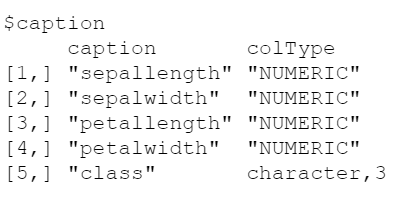 $caption
caption colType
[1,] "sepallength" "NUMERIC"
[2,] "sepalwidth" "NUMERIC"
[3,] "petallength" "NUMERIC"
[4,] "petalwidth" "NUMERIC"
[5,] "class" character,3